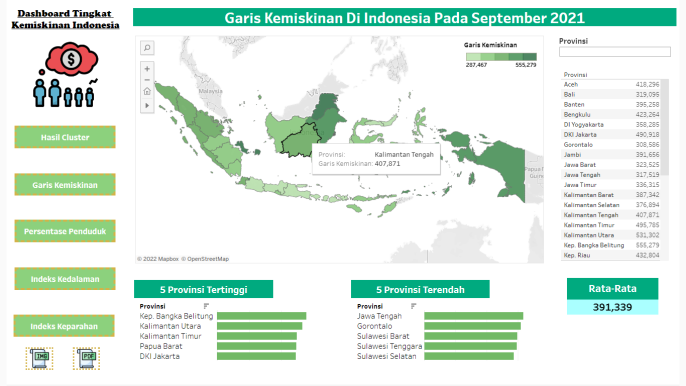 Dashboard Tingkat
Kemiskinan Indonesia
Hasil Cluster
Garis Kemiskinan
Persentase Penduduk
Indeks Kedalaman
Indeks Keparahan
IMG
PDF
Garis Kemiskinan Di Indonesia Pada September 2021
Garis Kemiskinan
287,467 555,279
Malaysia
Provinsi: Kalimantan Tengah
Garis Kemiskinan: 407,871
© 2022 Mapbox © OpenStreetMap
Provinsi
Provinsi
Aceh 418,296
Bali 319,099
Banten 395,258
Bengkulu 423,264
DI Yogyakarta 358,285
DKI Jakarta 490,918
Gorontalo 308,586
Jambi 391,656
Jawa Barat 323,525
Jawa Tengah 317,519
Jawa Timur 336,315
Kalimantan Barat 387,342
Kalimantan Selatan 376,894
Kalimantan Tengah 407,871
Kalimantan Timur 495,785
Kalimantan Utara 531,302
Kep. Bangka Belitung 555,279
Kep. Riau 432,804
5 Provinsi Tertinggi
Provinsi
Kep. Bangka Belitung
Kalimantan Utara
Kalimantan Timur
Papua Barat
DKI Jakarta
5 Provinsi Terendah
Provinsi
Jawa Tengah
Gorontalo
Sulawesi Barat
Sulawesi Tenggara
Sulawesi Selatan
Rata-Rata
391,339